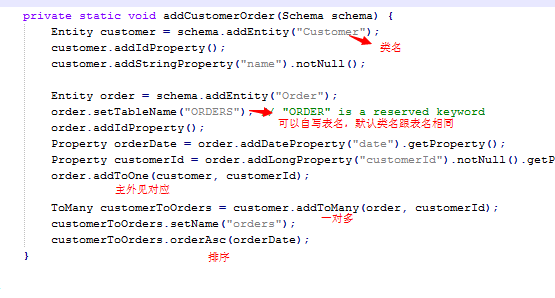 private static void addCustomerOrder(Schema schema) {
Entity customer = schema.addEntity("Customer");
类名
customer.addIdProperty();
customer.addStringProperty("name").notNull();
Entity order = schema.addEntity("Order");
order.setTableName("ORDERS"); / "ORDER" is a reserved keyword
可以自写表名，默认类名跟表名相同
order.addIdProperty();
Property orderDate = order.addDateProperty("date").getProperty();
Property customerId = order.addLongProperty("customerId").notNull().getP
order.addToOne(customer, customerId);
主外见对应
ToMany customerToOrders = customer.addToMany(order, customerId);
一对多
customerToOrders.setName("orders");
customerToOrders.orderAsc(orderDate);
排序
}